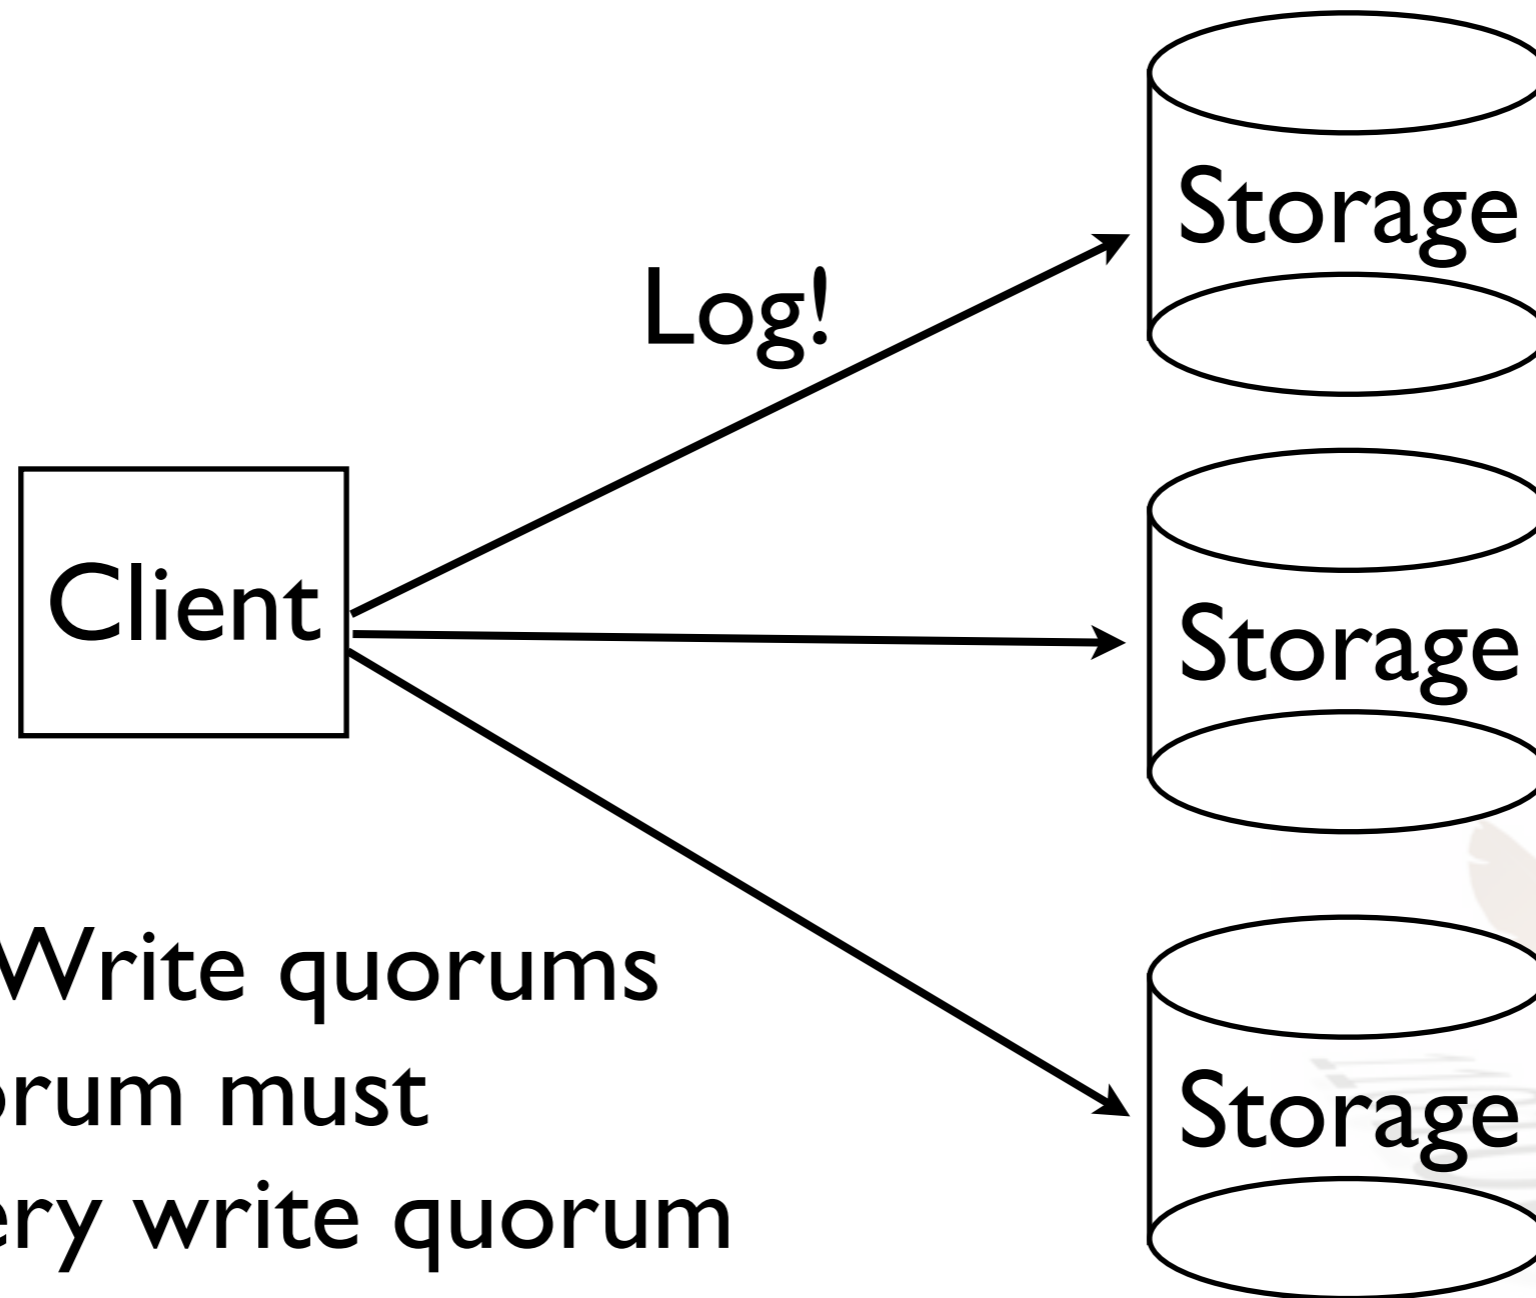 Storage
Log!
Client
Storage
Write quorums
orum must
Storage
ery write quorum